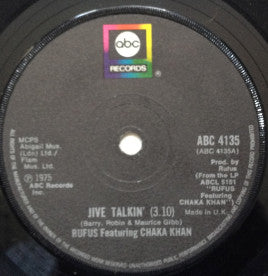 abc
RECORDS
MCPS
Abigail Mus.
(Ldn) Ltd./
Flam
Mus. Ltd.
℗ 1975
ABC Records
Inc.
ABC 4135
(ABC 4135A)
Prod. by
Rufus
(From the LP
ABCL 5151
"RUFUS
Featuring
CHAKA KHAN")
Made in U.K.
JIVE TALKIN' (3.10)
(Barry, Robin & Maurice Gibb)
RUFUS Featuring CHAKA KHAN